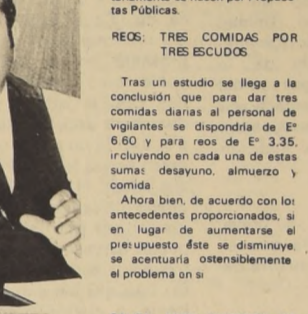 tas Públicas.
REOS: TRES COMIDAS POR
TRES ESCUDOS
Tras un estudio se llega a la
conclusión que para dar tres
comidas diarias al personal de
vigilantes se dispondría de Eº
6.60 y para reos de Eº 3,35,
incluyendo en cada una de estas
sumas desayuno, almuerzo y
comida
Ahora bien, de acuerdo con los
antecedentes proporcionados, si
en lugar de aumentarse el
presupuesto éste se disminuye,
se acentuaría ostensiblemente
el problema en si